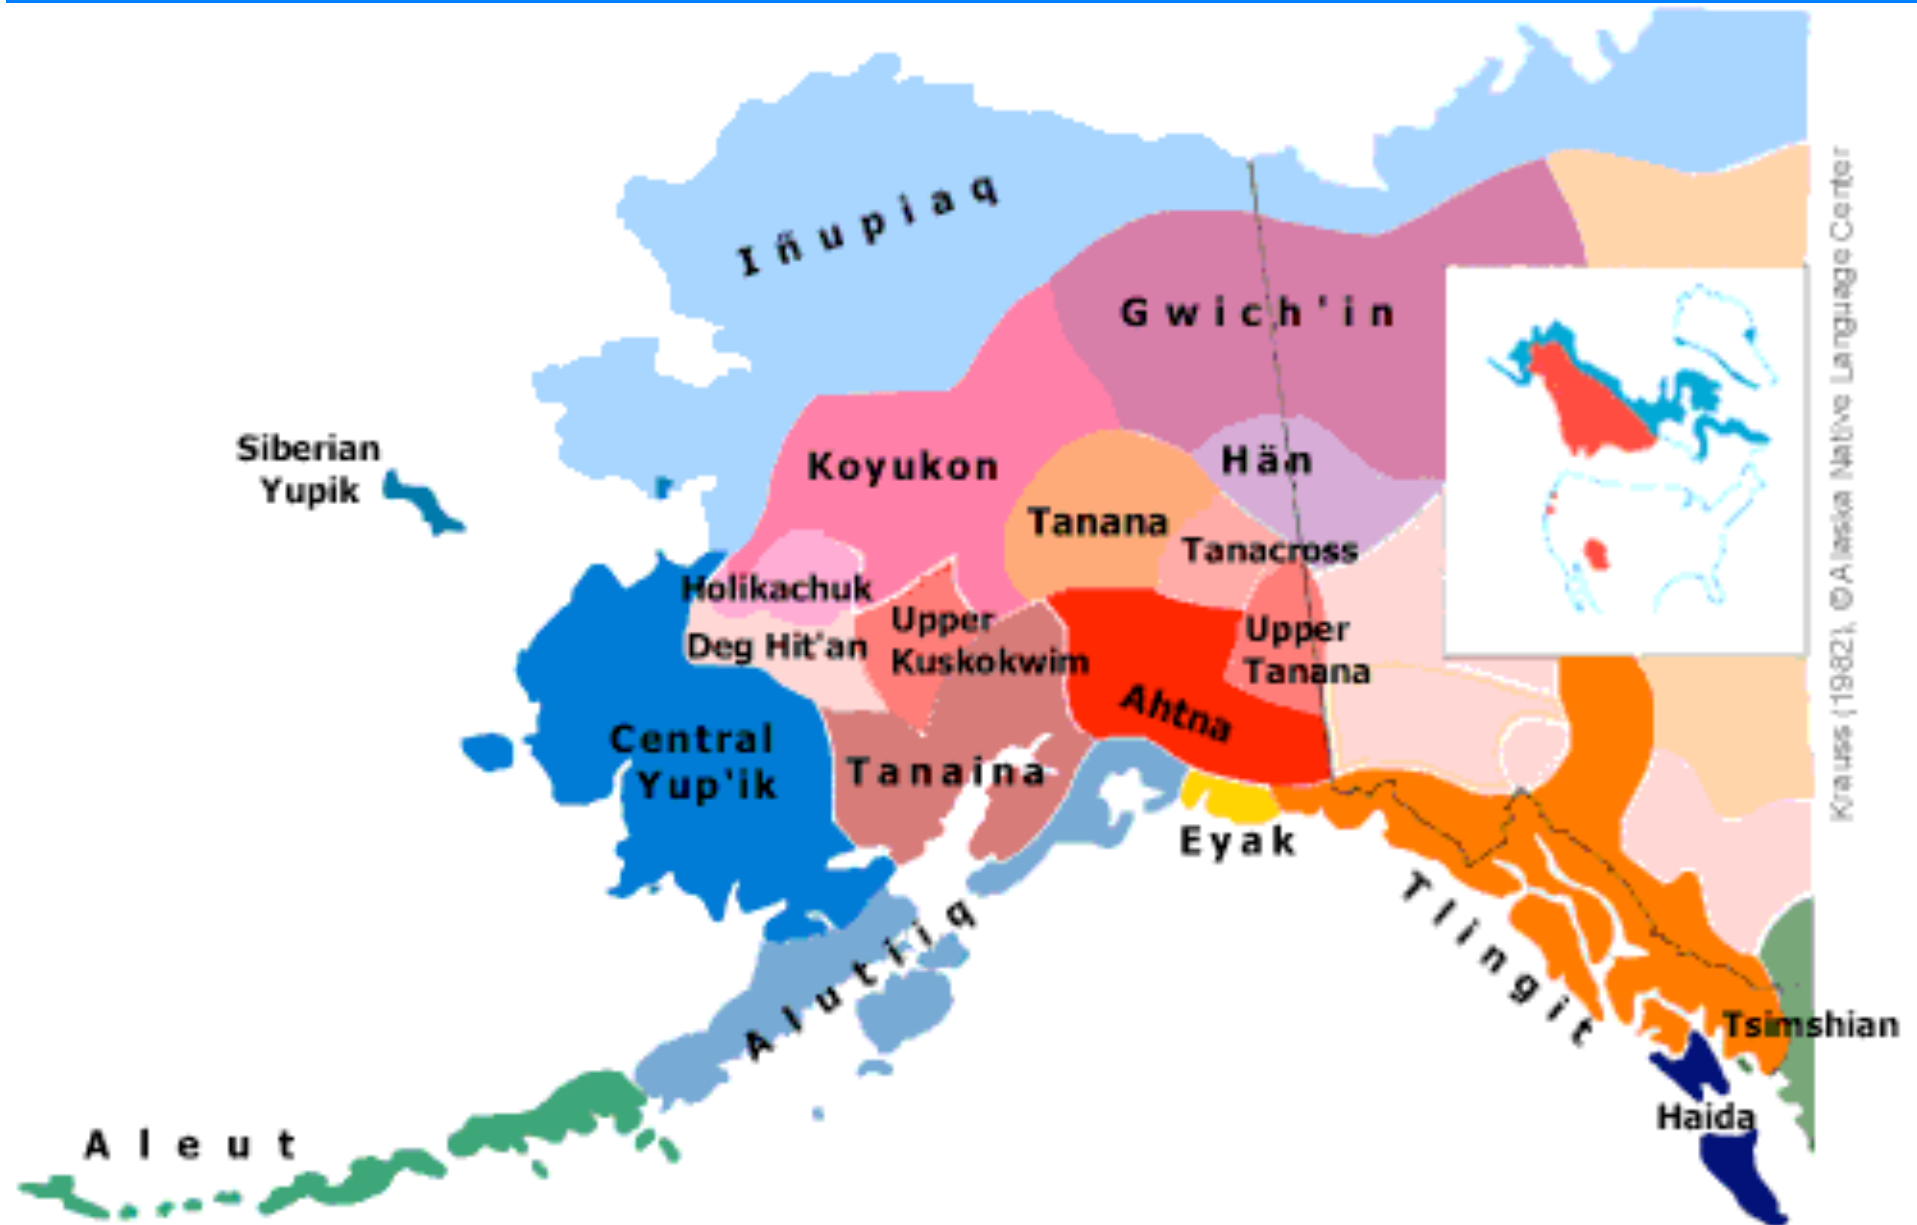 Iñupiaq
Gwich'in
Siberian
Yupik
Koyukon
Hän
Tanana
Tanacross
Holikachuk
Deg Hit'an
Upper
Kuskokwim
Upper
Tanana
Ahtna
Central
Yup'ik
Tanaina
Eyak
Alutiiq
Tlingit
Tsimshian
Haida
Aleut
Krauss (1982), © Alaska Native Language Center